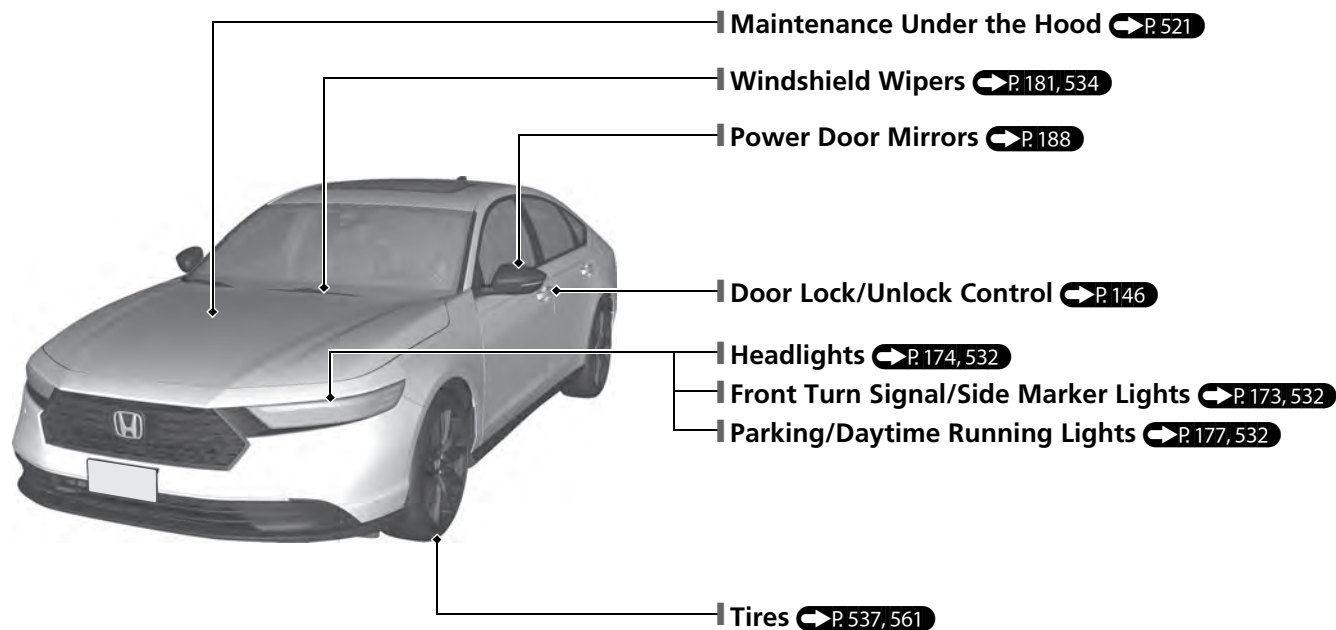 Maintenance Under the Hood P. 521
Windshield Wipers P. 181, 534
Power Door Mirrors P. 188
Door Lock/Unlock Control P. 146
Headlights P. 174, 532
Front Turn Signal/Side Marker Lights P. 173, 532
Parking/Daytime Running Lights P. 177, 532
Tires P. 537, 561